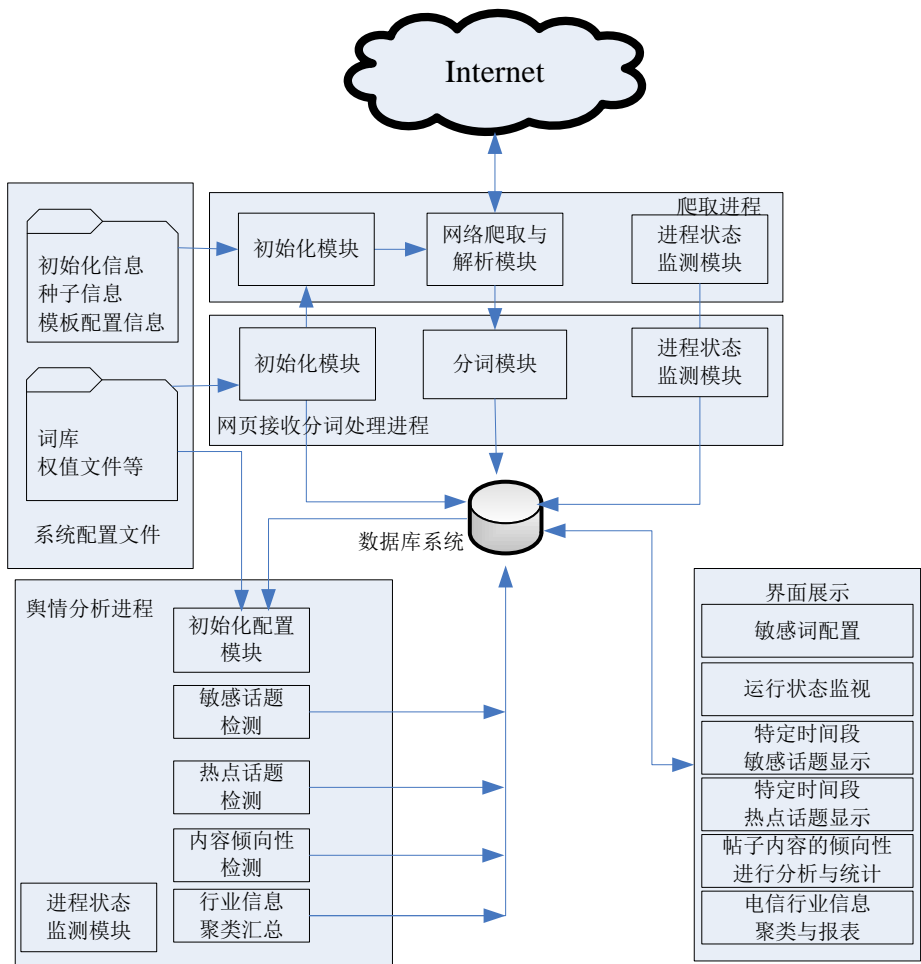 Internet
爬取进程
初始化信息
种子信息
模板配置信息
初始化模块
网络爬取与
解析模块
进程状态
监测模块
词库
权值文件等
系统配置文件
初始化模块
分词模块
进程状态
监测模块
网页接收分词处理进程
数据库系统
舆情分析进程
初始化配置
模块
敏感话题
检测
热点话题
检测
内容倾向性
检测
行业信息
聚类汇总
进程状态
监测模块
界面展示
敏感词配置
运行状态监视
特定时间段
敏感话题显示
特定时间段
热点话题显示
帖子内容的倾向性
进行分析与统计
电信行业信息
聚类与报表